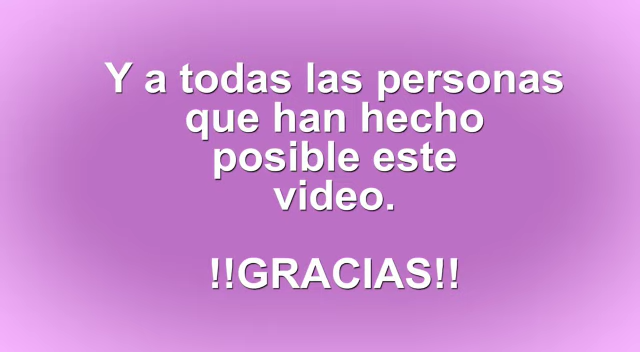 Y a todas las personas
que han hecho
posible este
video.
!!GRACIAS!!